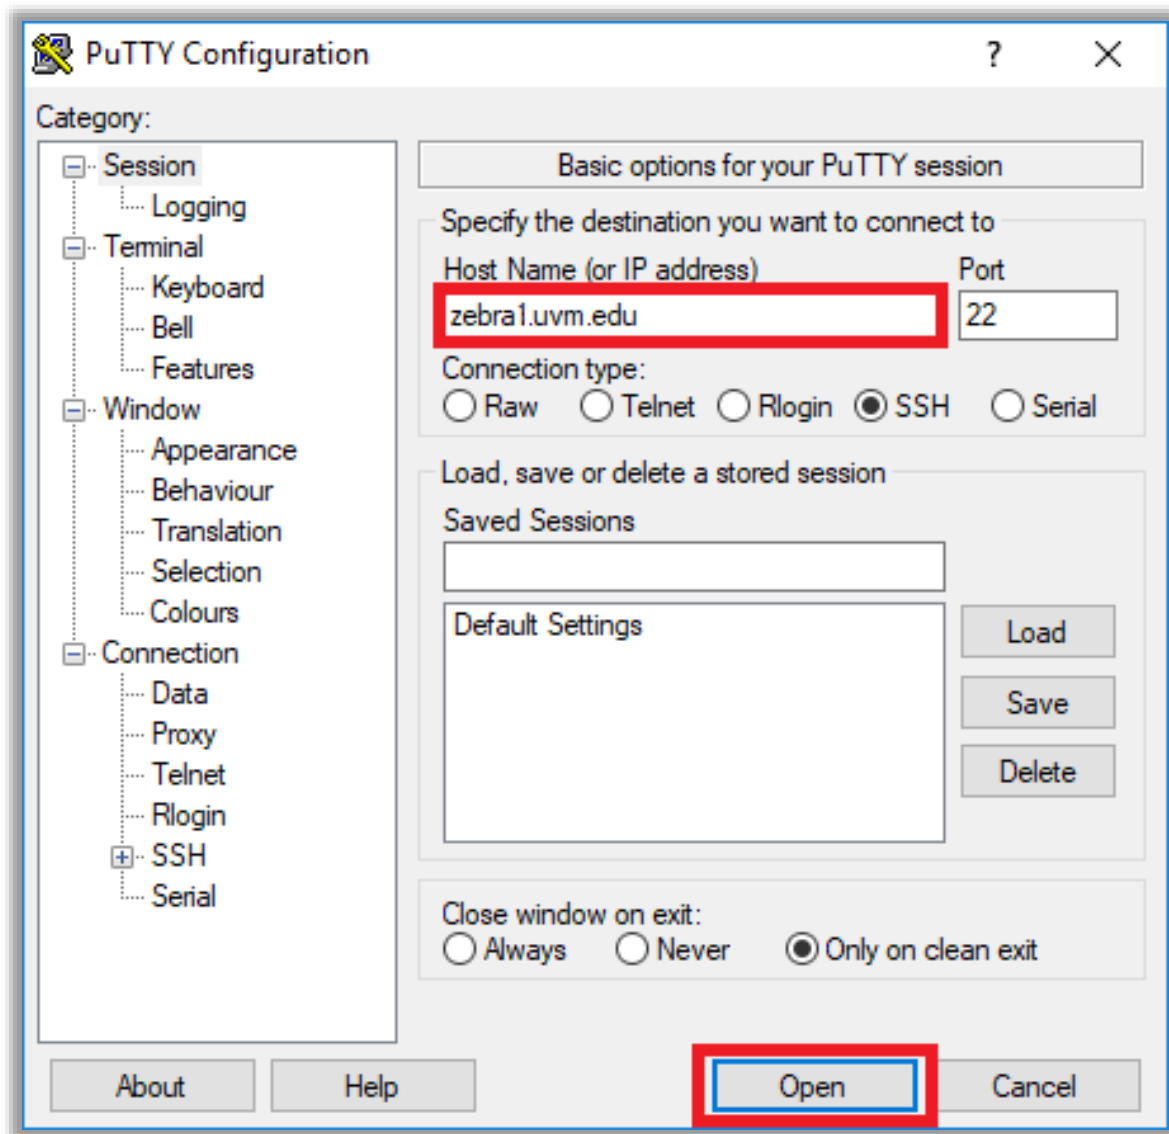 PuTTY Configuration ?
Category:
Session
Logging
Terminal
Keyboard
Bell
Features
Window
Appearance
Behaviour
Translation
Selection
Colours
Connection
Data
Proxy
Telnet
Rlogin
SSH
Serial
Basic options for your PuTTY session
Specify the destination you want to connect to
Host Name (or IP address) Port
zebra1.uvm.edu 22
Connection type:
Raw Telnet Rlogin SSH Serial
Load, save or delete a stored session
Saved Sessions
Default Settings
Load
Save
Delete
Close window on exit:
Always Never Only on clean exit
About Help Open Cancel